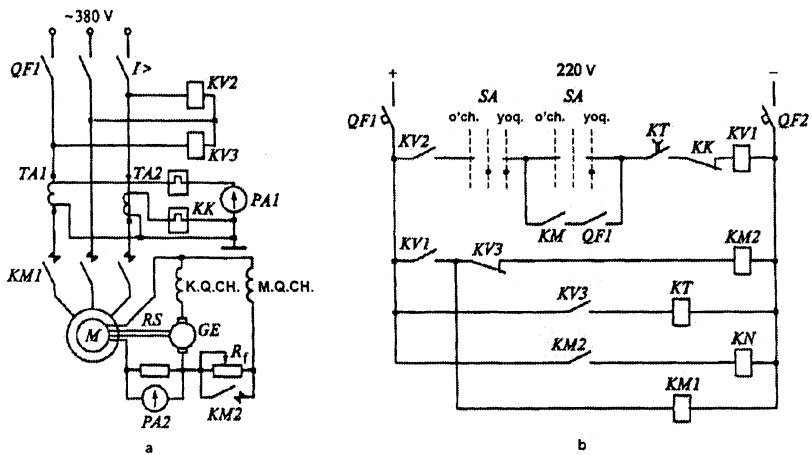 ~380 V
QF1
I>
KV2
KV3
TA1
TA2
KK
PA1
KM1
K.Q.CH.
M.Q.CH.
M
RS
GE
Rf
PA2
KM2
a
+
220 V
–
QF1
SA
SA
QF2
o'ch.
yoq.
o'ch.
yoq.
KV2
KT
KK
KV1
KM
QF1
KV1
KV3
KM2
KV3
KT
KM2
KN
KM1
b